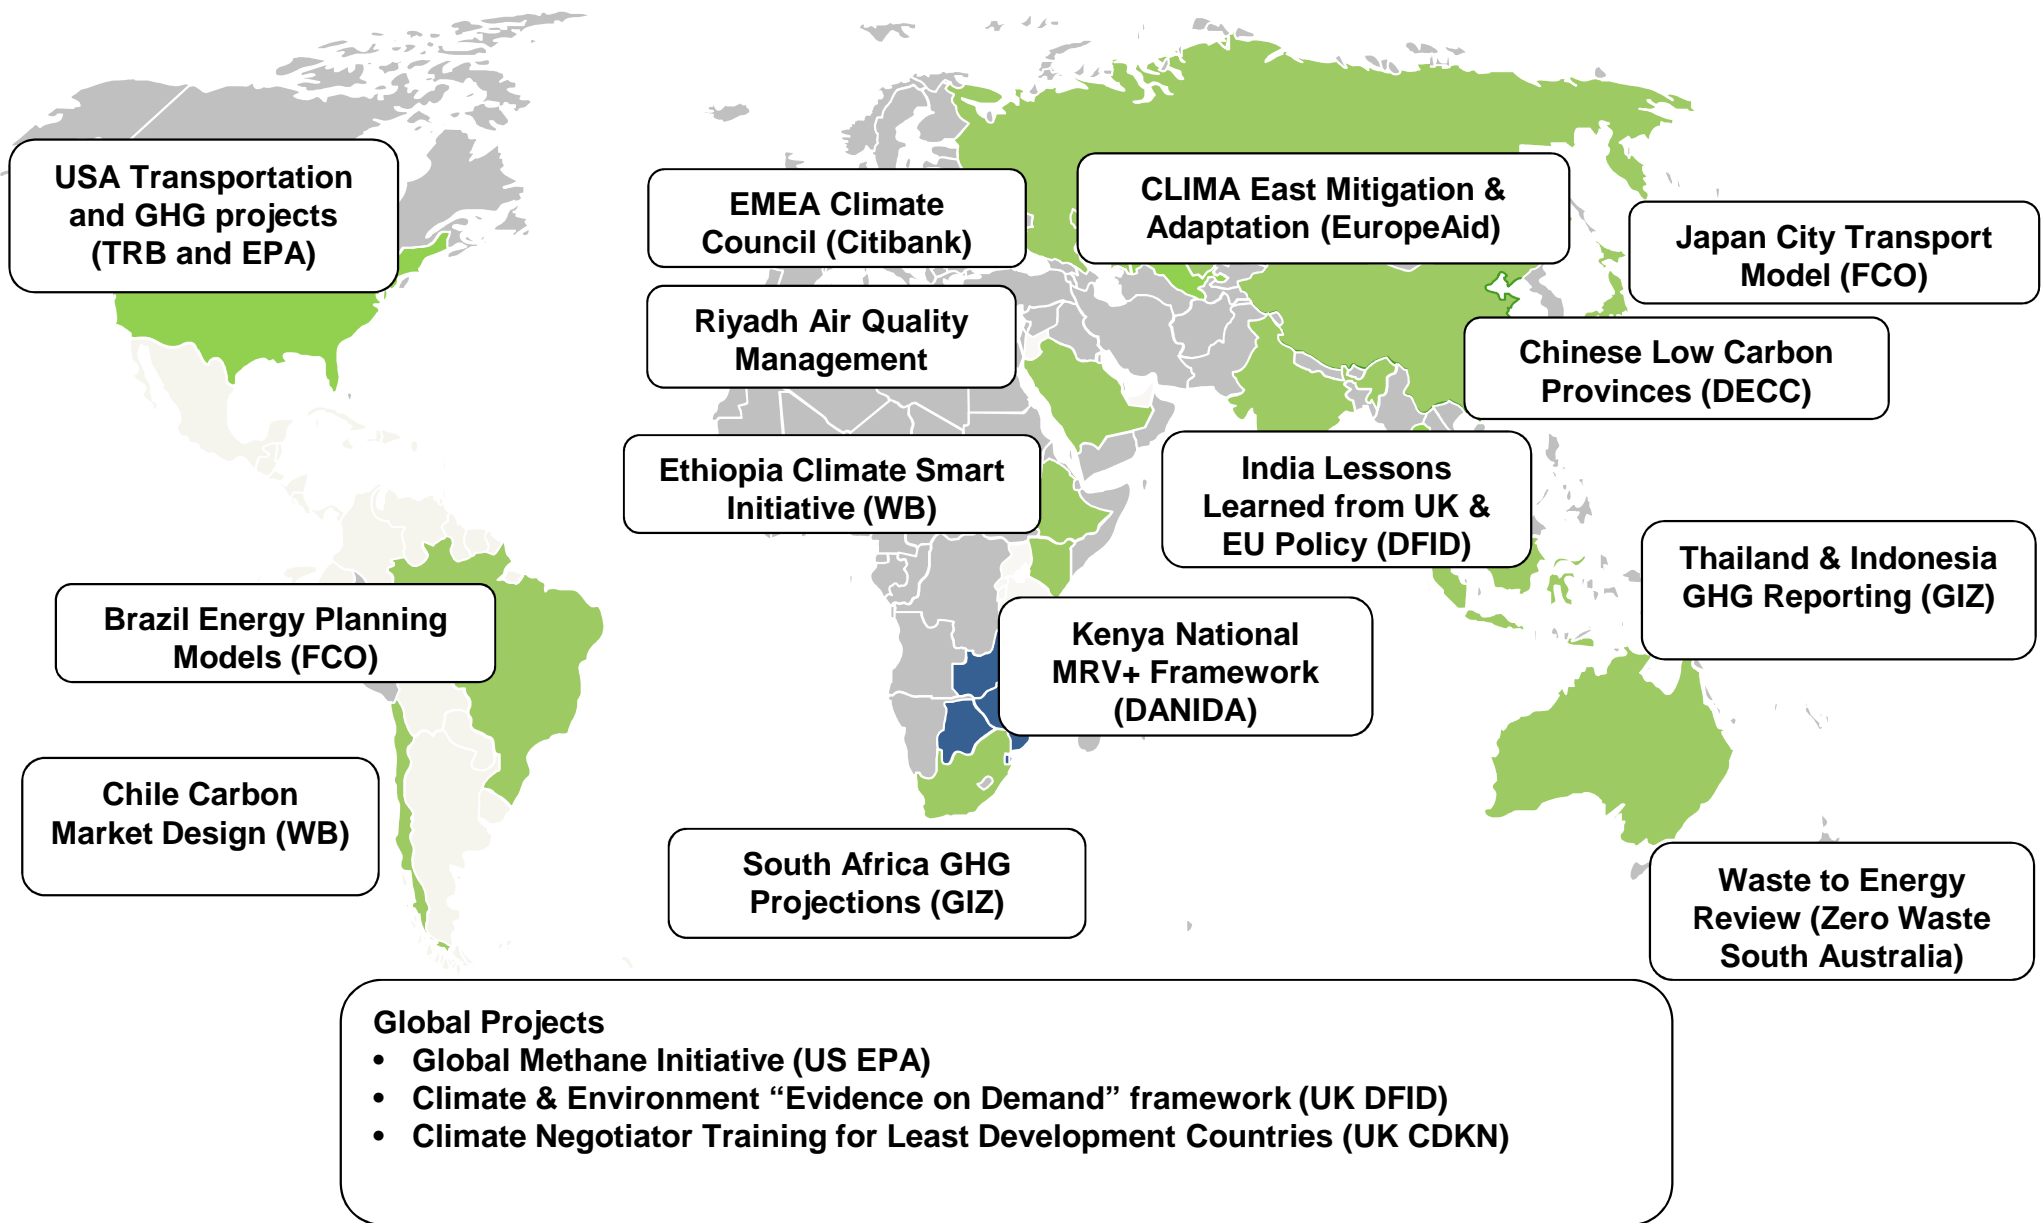 USA Transportation
and GHG projects
(TRB and EPA)
EMEA Climate
Council (Citibank)
CLIMA East Mitigation &
Adaptation (EuropeAid)
Japan City Transport
Model (FCO)
Riyadh Air Quality
Management
Chinese Low Carbon
Provinces (DECC)
Ethiopia Climate Smart
Initiative (WB)
India Lessons
Learned from UK &
EU Policy (DFID)
Thailand & Indonesia
GHG Reporting (GIZ)
Brazil Energy Planning
Models (FCO)
Kenya National
MRV+ Framework
(DANIDA)
Chile Carbon
Market Design (WB)
South Africa GHG
Projections (GIZ)
Waste to Energy
Review (Zero Waste
South Australia)
Global Projects
• Global Methane Initiative (US EPA)
• Climate & Environment “Evidence on Demand” framework (UK DFID)
• Climate Negotiator Training for Least Development Countries (UK CDKN)